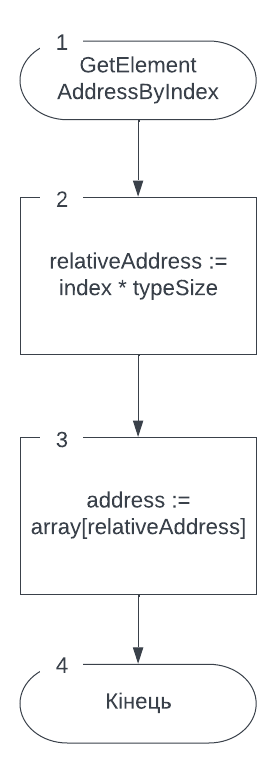 1
GetElement
AddressByIndex
2
relativeAddress :=
index * typeSize
3
address :=
array[relativeAddress]
4
Кінець